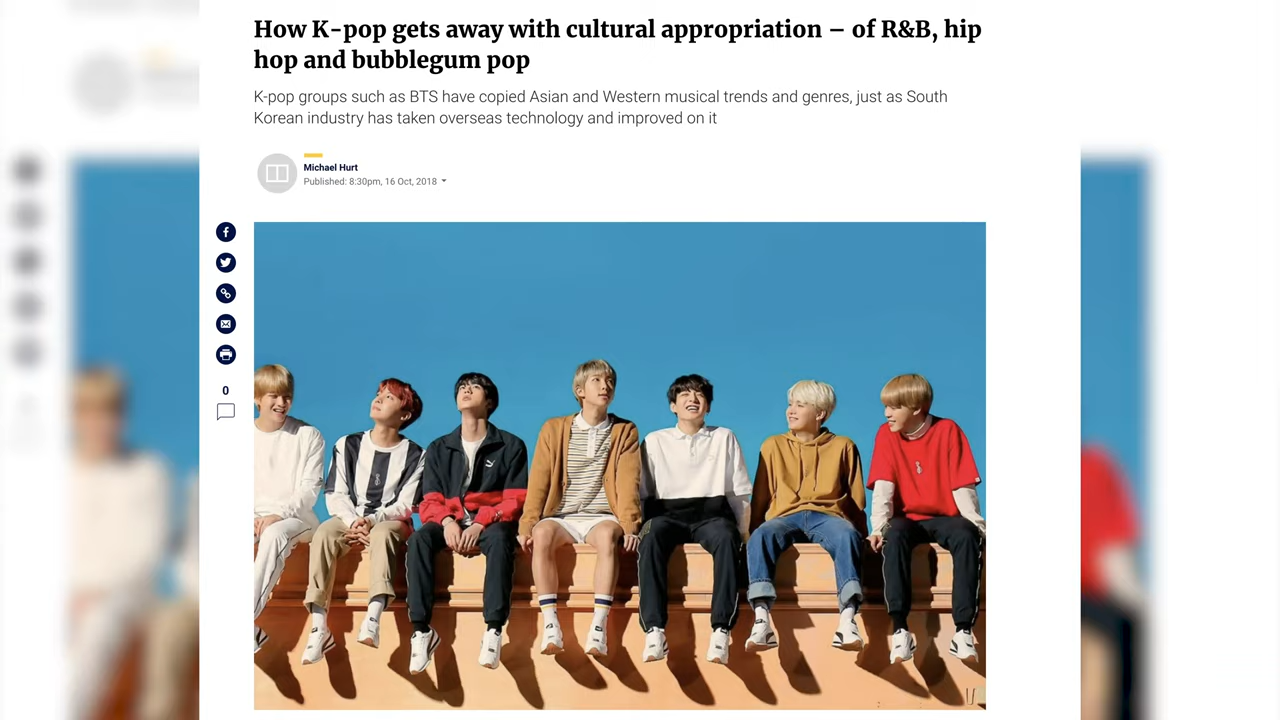 How K-pop gets away with cultural appropriation – of R&B, hip
hop and bubblegum pop
K-pop groups such as BTS have copied Asian and Western musical trends and genres, just as South
Korean industry has taken overseas technology and improved on it
Michael Hurt
Published: 8:30pm, 16 Oct, 2018
0